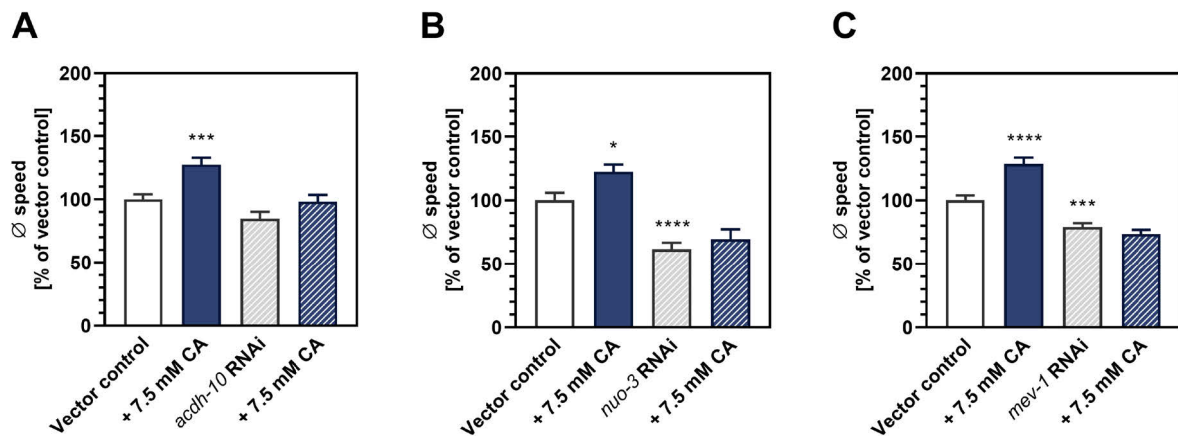 A
Ø speed
[% of vector control]
200
150
100
50
0
***
Vector control
+ 7.5 mM CA
acdh-10 RNAi
+ 7.5 mM CA
B
Ø speed
[% of vector control]
200
150
100
50
0
*
****
Vector control
+ 7.5 mM CA
nuo-3 RNAi
+ 7.5 mM CA
C
Ø speed
[% of vector control]
200
150
100
50
0
****
***
Vector control
+ 7.5 mM CA
mev-1 RNAi
+ 7.5 mM CA